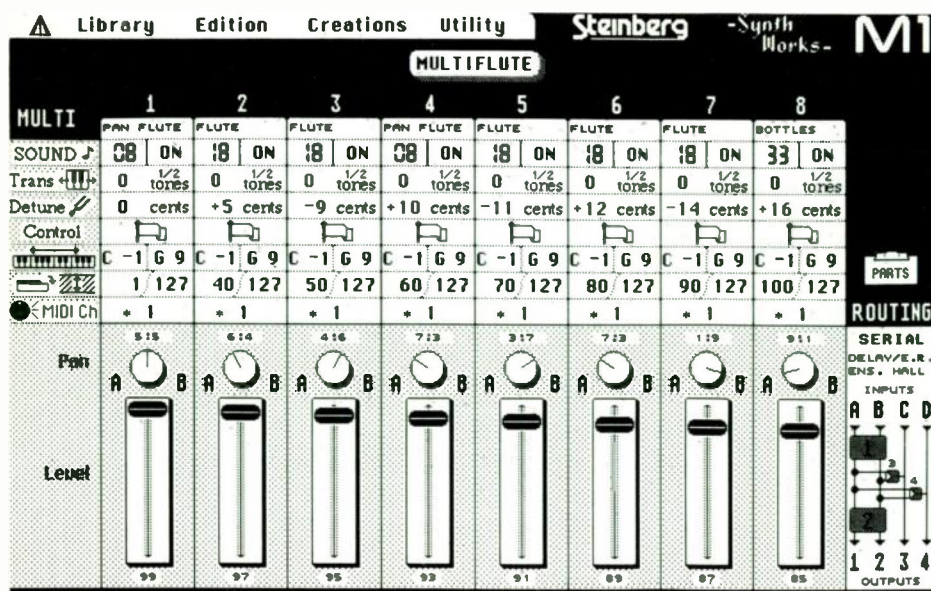 Library Edition Creations Utility Steinberg -Synth Works- M1
MULTIFLUTE
MULTI 1 2 3 4 5 6 7 8
PAN FLUTE FLUTE FLUTE PAN FLUTE FLUTE FLUTE FLUTE BOTTLES
SOUND 08 ON 18 ON 18 ON 08 ON 18 ON 18 ON 18 ON 33 ON
Trans 0 1/2 tones 0 1/2 tones 0 1/2 tones 0 1/2 tones 0 1/2 tones 0 1/2 tones 0 1/2 tones 0 1/2 tones
Detune 0 cents +5 cents -9 cents +10 cents -11 cents +12 cents -14 cents +16 cents
Control
C -1 G 9 C -1 G 9 C -1 G 9 C -1 G 9 C -1 G 9 C -1 G 9 C -1 G 9 C -1 G 9
1/127 40/127 50/127 60/127 70/127 80/127 90/127 100/127
PARTS
MIDI Ch * 1 * 1 * 1 * 1 * 1 * 1 * 1 * 1
ROUTING
Pan 5:5 6:4 4:6 7:3 3:7 7:3 1:9 9:1
A B A B A B A B A B A B A B A B
Level
99 97 95 93 91 89 87 85
SERIAL
DELAY/E.R.
ENS. HALL
INPUTS
A B C D
1
3
4
2
1 2 3 4
OUTPUTS